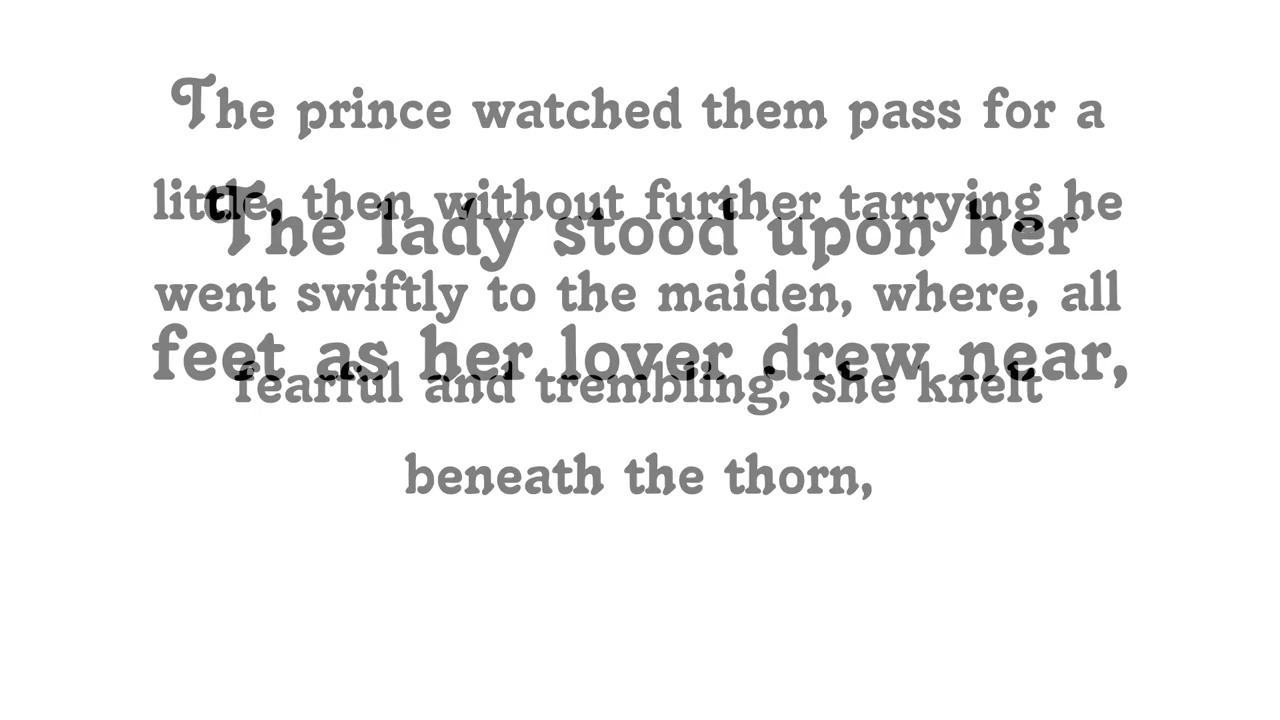 The prince watched them pass for a
little, then without further tarrying he
The lady stood upon her
went swiftly to the maiden, where, all
feet as her lover drew near,
fearful and trembling, she knelt
beneath the thorn,